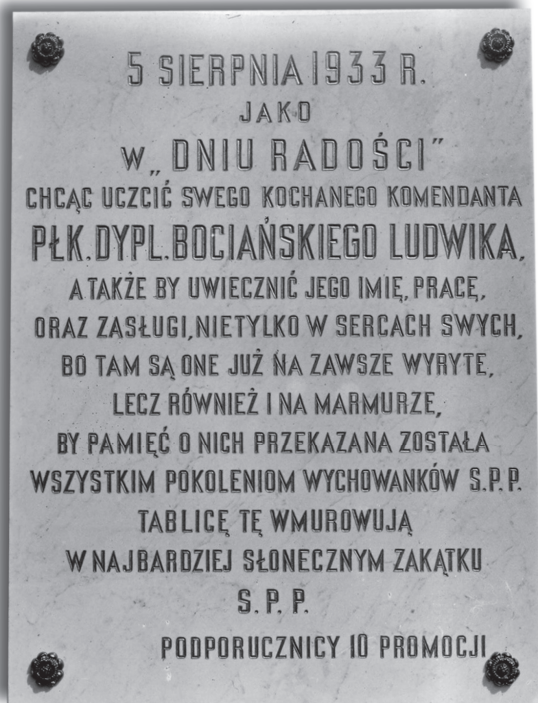 5 SIERPNIA 1933 R.
JAKO
W „DNIU RADOŚCI"
CHCĄC UCZCIĆ SWEGO KOCHANEGO KOMENDANTA
PŁK. DYPL. BOCIAŃSKIEGO LUDWIKA,
A TAKŻE BY UWIECZNIĆ JEGO IMIĘ, PRACĘ,
ORAZ ZASŁUGI, NIETYLKO W SERCACH SWYCH,
BO TAM SĄ ONE JUŻ NA ZAWSZE WYRYTE,
LECZ RÓWNIEŻ I NA MARMURZE,
BY PAMIĘĆ O NICH PRZEKAZANA ZOSTAŁA
WSZYSTKIM POKOLENIOM WYCHOWANKÓW S.P.P.
TABLICĘ TĘ WMUROWUJĄ
W NAJBARDZIEJ SŁONECZNYM ZAKĄTKU
S. P. P.
PODPORUCZNICY 10 PROMOCJI